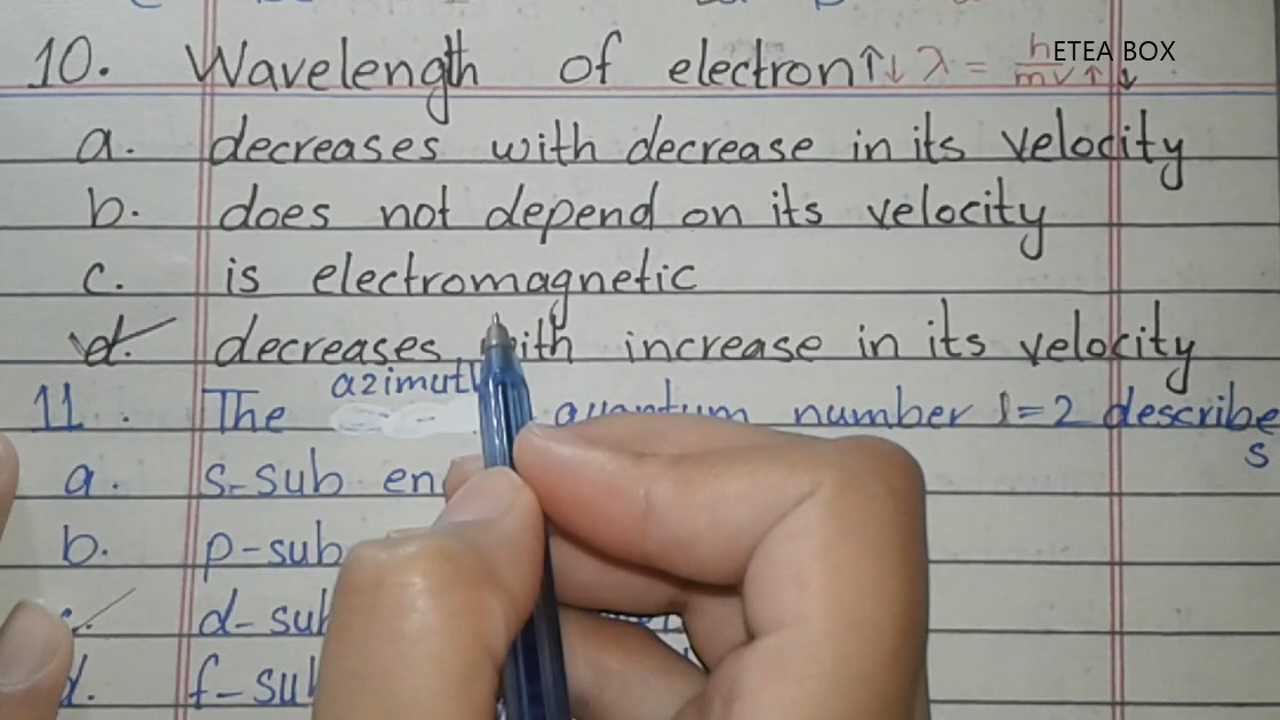 10. Wavelength of electron↑↓ λ = h/mv↑↓ ETEA BOX
a. decreases with decrease in its velocity
b. does not depend on its velocity
c. is electromagnetic
d. decreases with increase in its velocity
11. The azimuth quantum number l=2 describes
a. s-sub en
b. p-sub
c. d-sub
d. f-sub